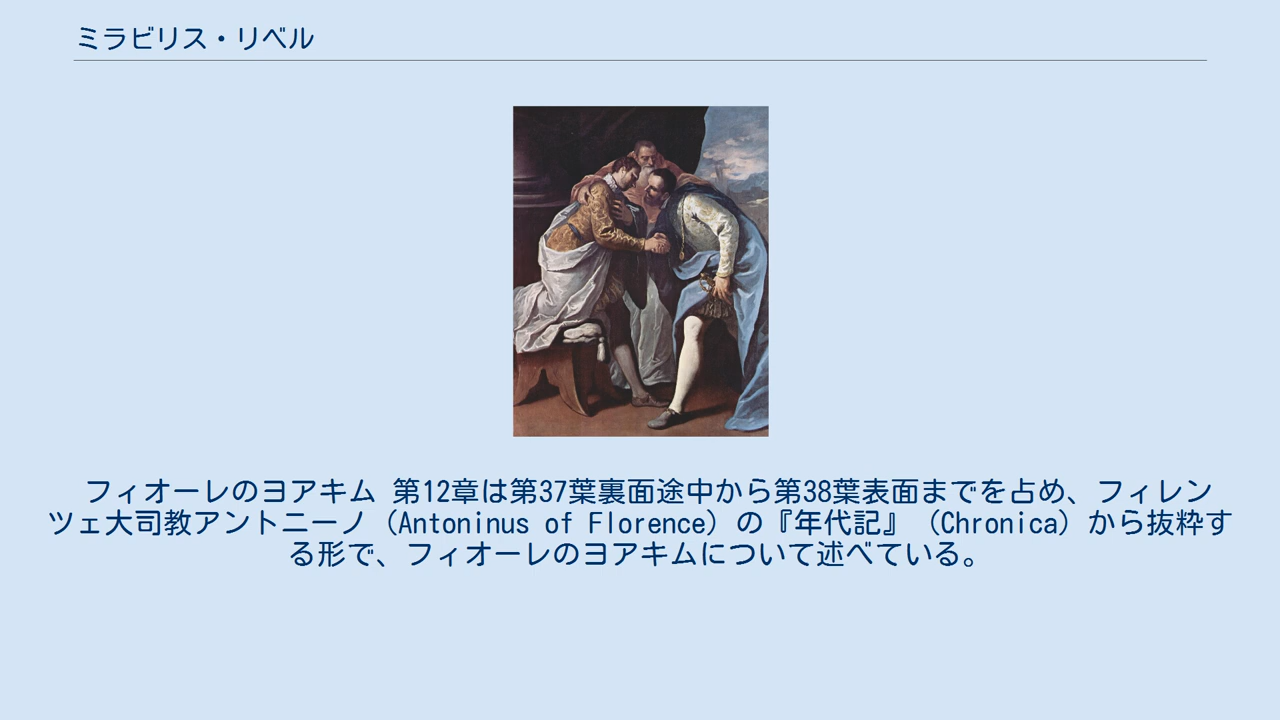 ミラビリス・リベル
フィオーレのヨアキム 第12章は第37葉裏面途中から第38葉表面までを占め、フィレン
ツェ大司教アントニーノ（Antoninus of Florence）の『年代記』（Chronica）から抜粋す
る形で、フィオーレのヨアキムについて述べている。